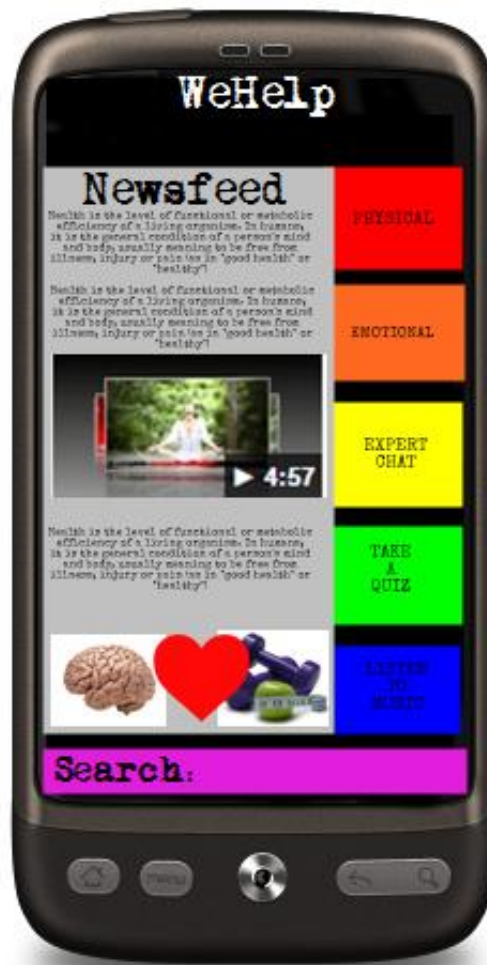 WeHelp
Newsfeed
Health is the level of functional or metabolic
efficiency of a living organism. In humans,
it is the general condition of a person's mind
and body, usually meaning to be free from
illness, injury or pain (as in "good health" or
"healthy")
Health is the level of functional or metabolic
efficiency of a living organism. In humans,
it is the general condition of a person's mind
and body, usually meaning to be free from
illness, injury or pain (as in "good health" or
"healthy")
4:57
Health is the level of functional or metabolic
efficiency of a living organism. In humans,
it is the general condition of a person's mind
and body, usually meaning to be free from
illness, injury or pain (as in "good health" or
"healthy")
PHYSICAL
EMOTIONAL
EXPERT
CHAT
TAKE
A
QUIZ
LISTEN
TO
MUSIC
Search:
menu